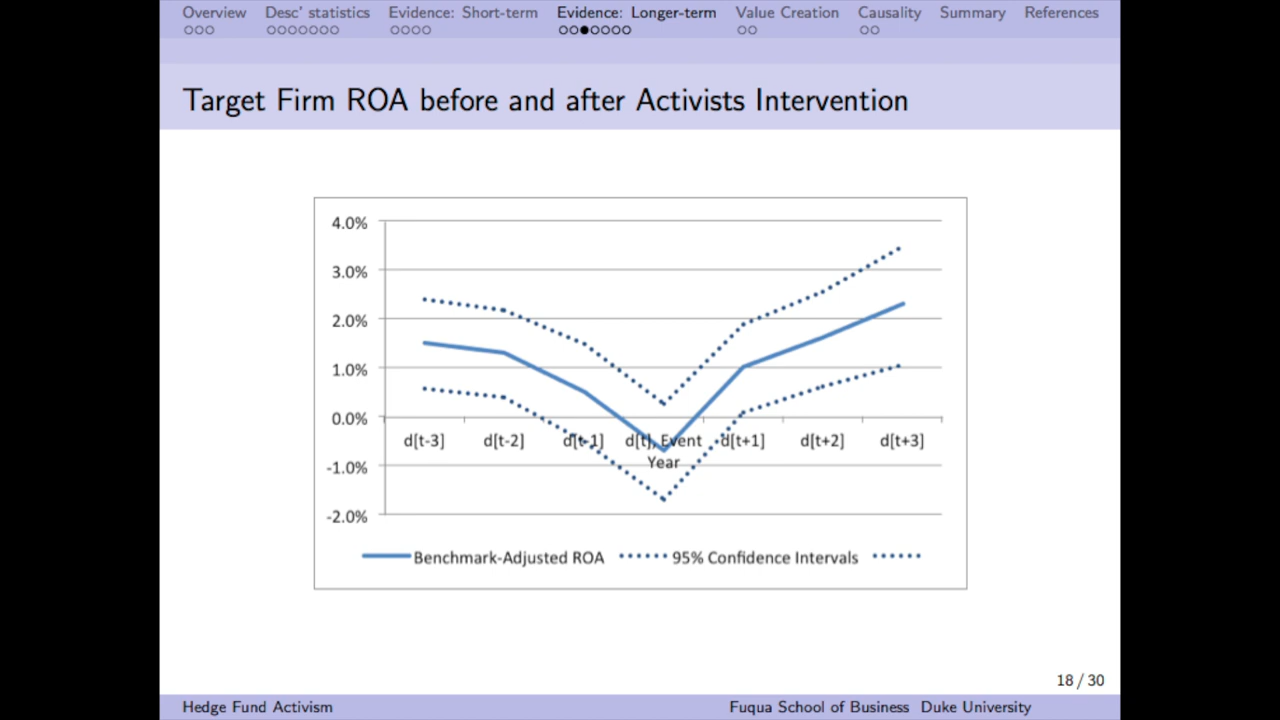 Overview Desc' statistics Evidence: Short-term Evidence: Longer-term Value Creation Causality Summary References
Target Firm ROA before and after Activists Intervention
4.0%
3.0%
2.0%
1.0%
0.0%
d[t-3] d[t-2] d[t-1] d[t], Event Year d[t+1] d[t+2] d[t+3]
-1.0%
-2.0%
Benchmark-Adjusted ROA 95% Confidence Intervals
18 / 30
Hedge Fund Activism Fuqua School of Business Duke University